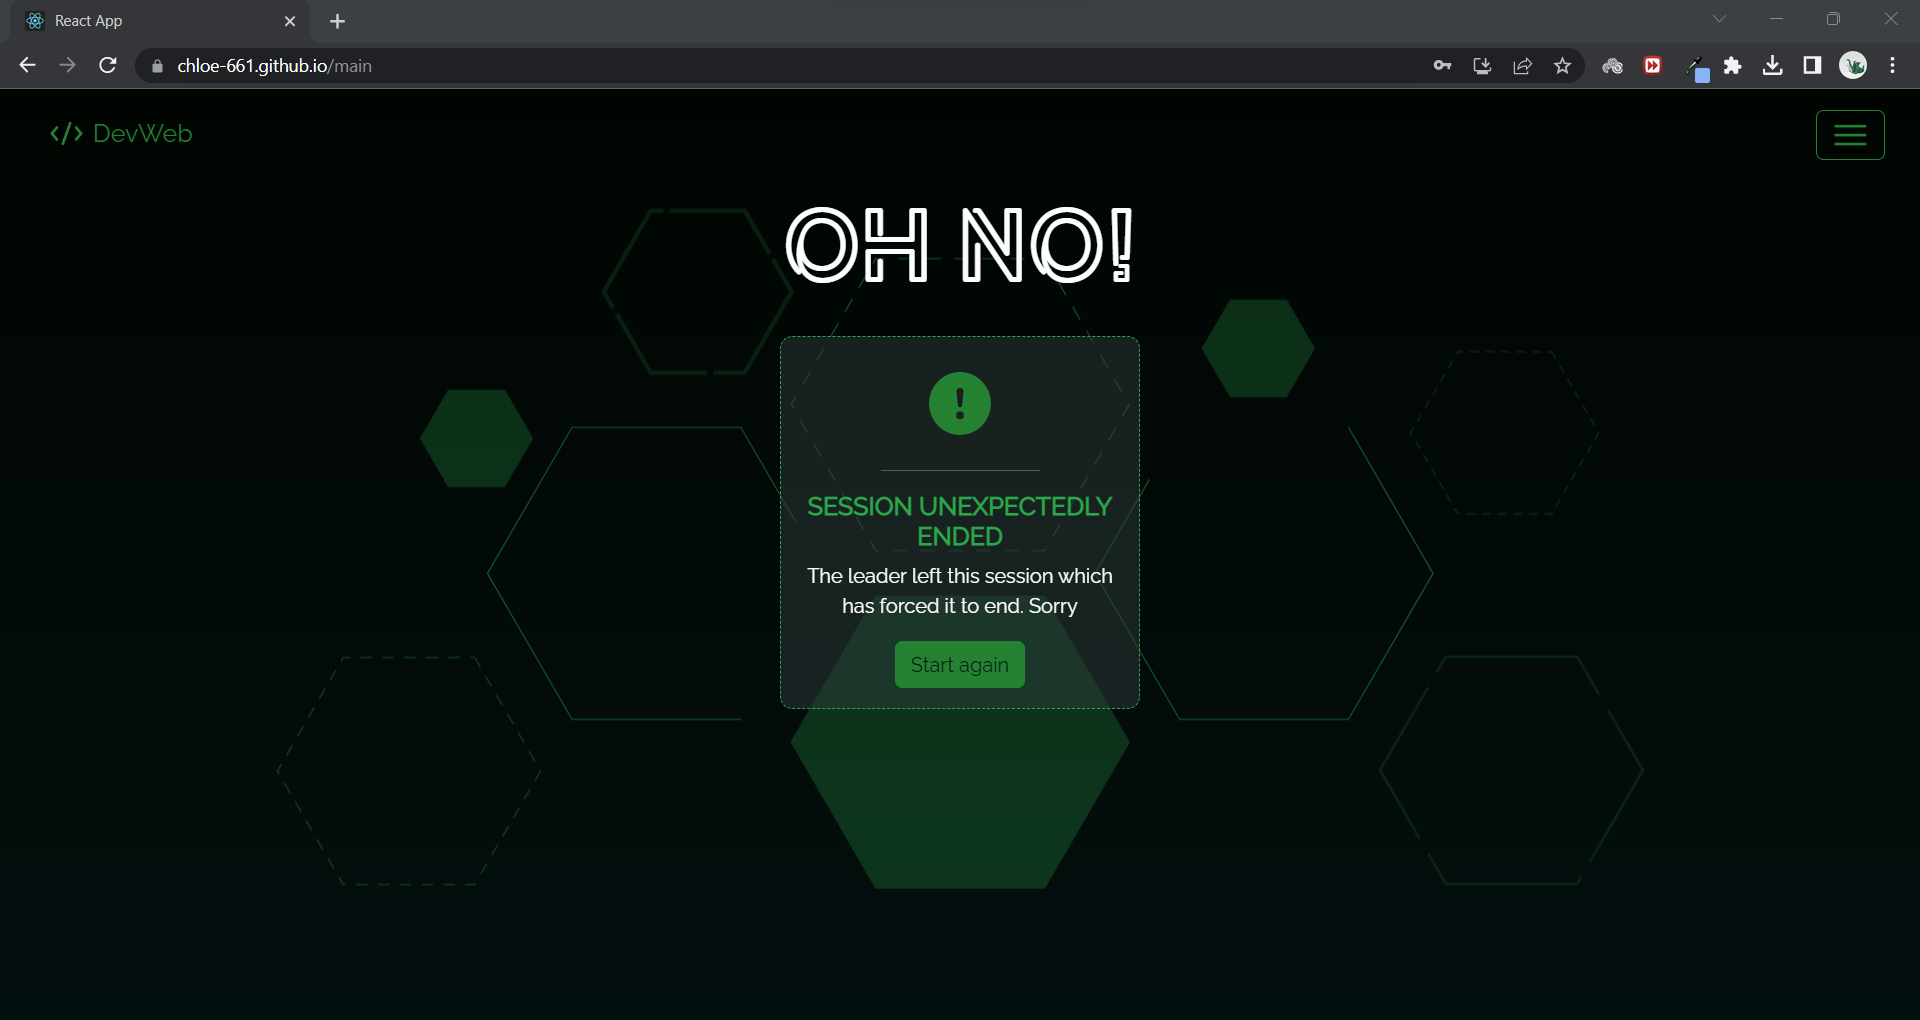 React App
chloe-661.github.io/main
</> DevWeb
OH NO!
!
SESSION UNEXPECTEDLY
ENDED
The leader left this session which
has forced it to end. Sorry
Start again